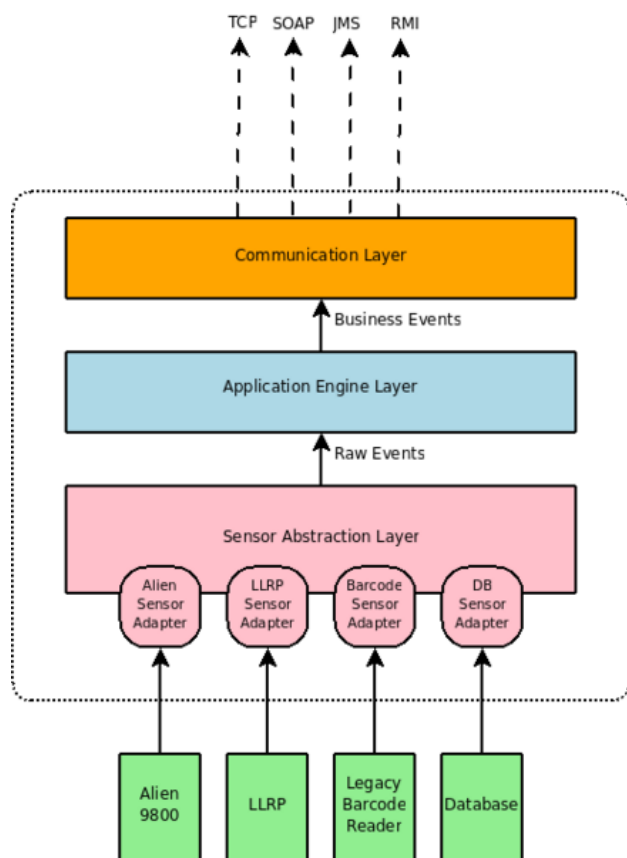 TCP SOAP JMS RMI
Communication Layer
Business Events
Application Engine Layer
Raw Events
Sensor Abstraction Layer
Alien
Sensor
Adapter
LLRP
Sensor
Adapter
Barcode
Sensor
Adapter
DB
Sensor
Adapter
Alien
9800
LLRP
Legacy
Barcode
Reader
Database